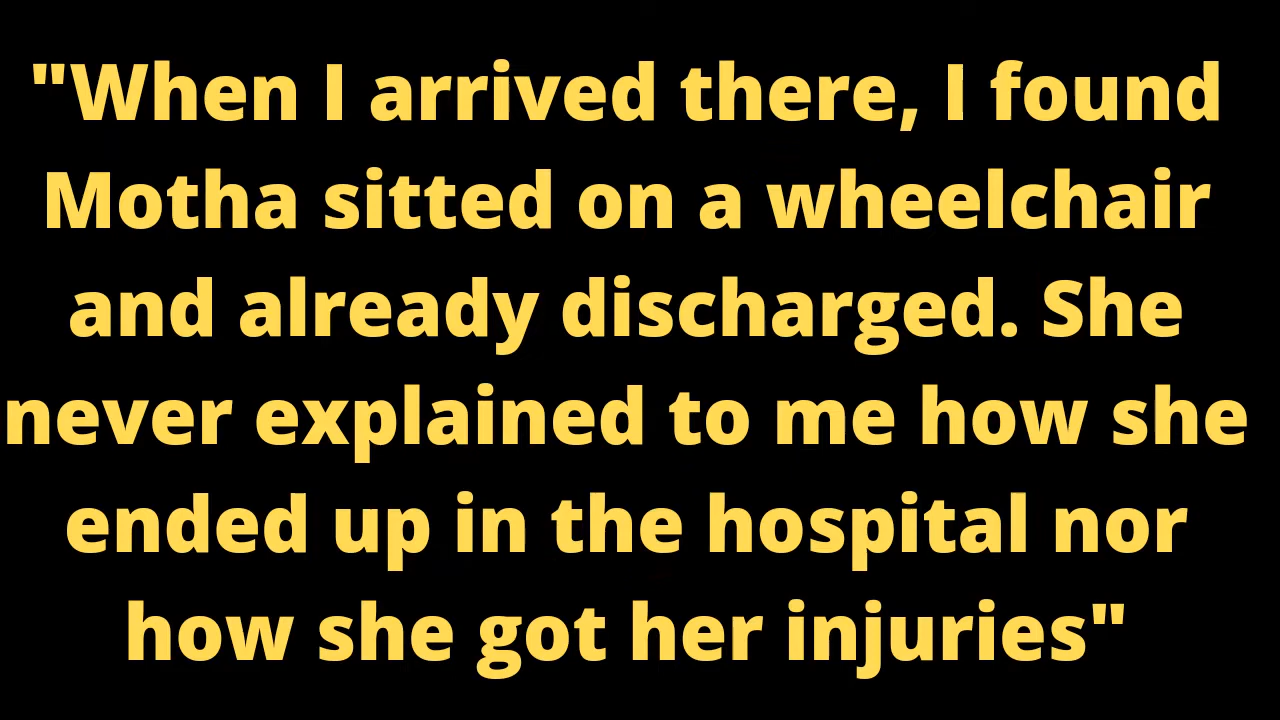 "When I arrived there, I found
Motha sitted on a wheelchair
and already discharged. She
never explained to me how she
ended up in the hospital nor
how she got her injuries"